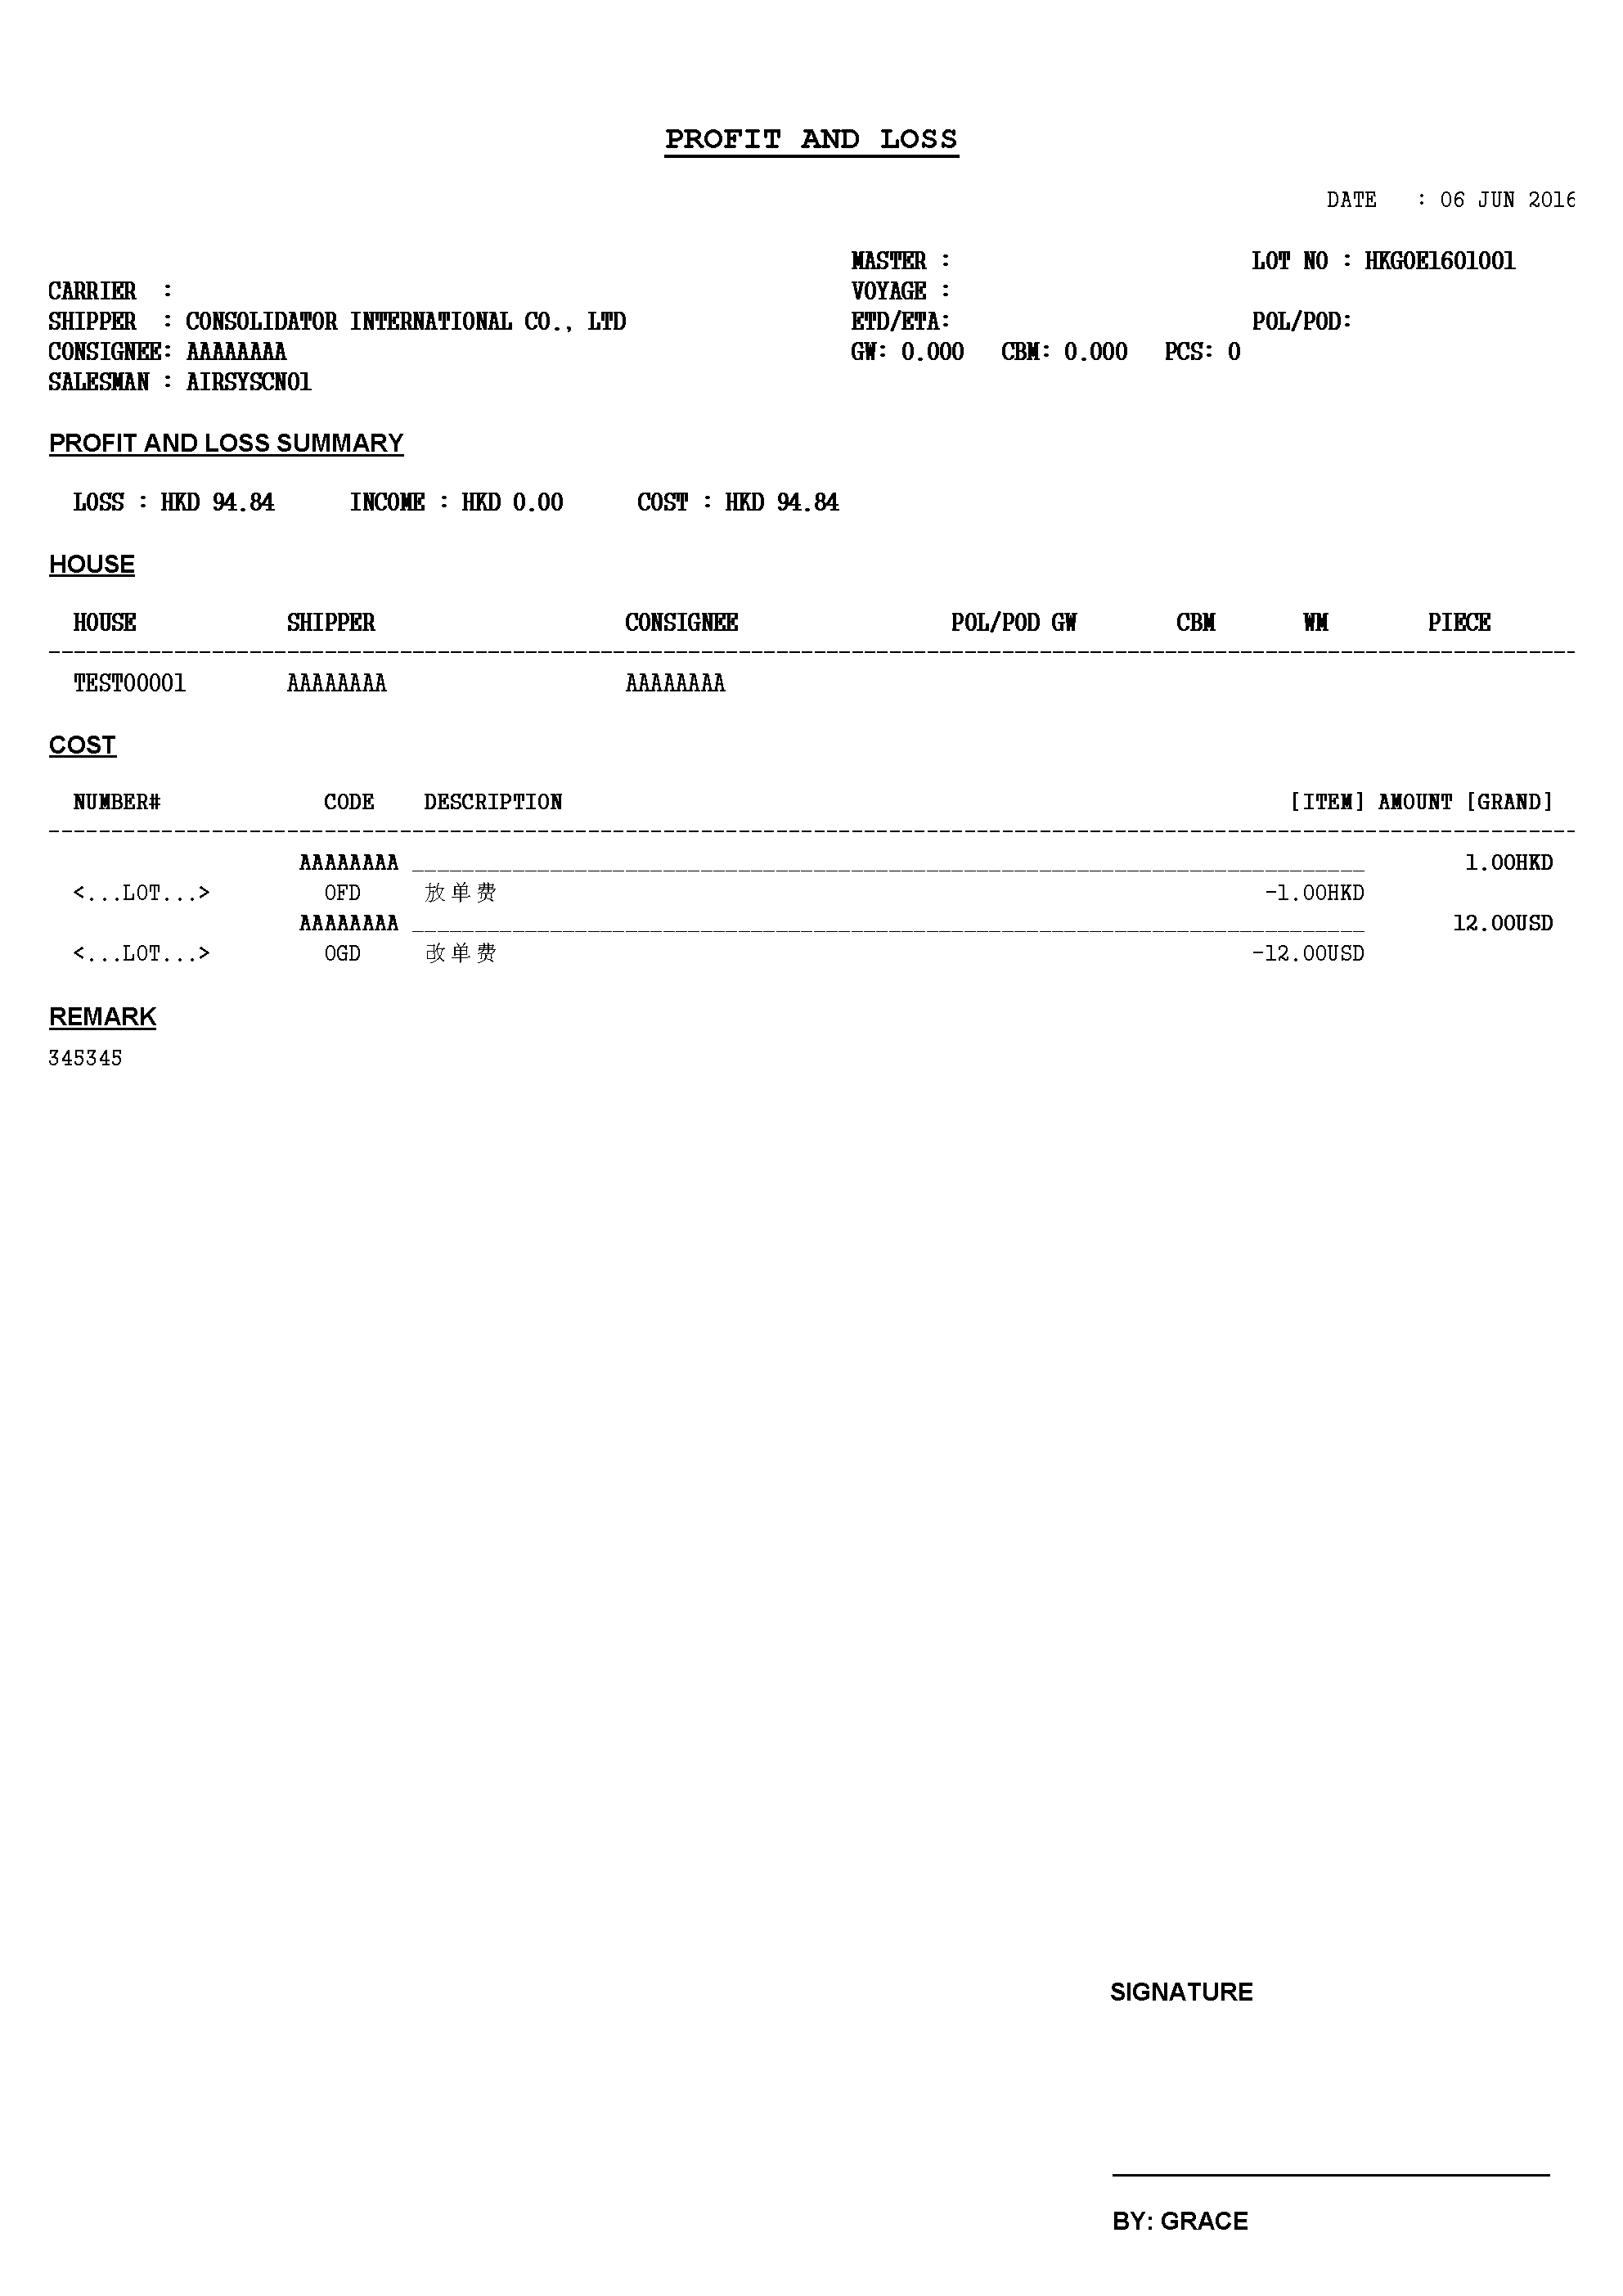 PROFIT AND LOSS
DATE : 06 JUN 2016
MASTER : LOT NO : HKGOE1601001
CARRIER : VOYAGE :
SHIPPER : CONSOLIDATOR INTERNATIONAL CO., LTD ETD/ETA: POL/POD:
CONSIGNEE: AAAAAAAA GW: 0.000 CBM: 0.000 PCS: 0
SALESMAN : AIRSYSCN01
PROFIT AND LOSS SUMMARY
LOSS : HKD 94.84 INCOME : HKD 0.00 COST : HKD 94.84
HOUSE
HOUSE SHIPPER CONSIGNEE POL/POD GW CBM WM PIECE
TEST00001 AAAAAAAA AAAAAAAA
COST
NUMBER# CODE DESCRIPTION [ITEM] AMOUNT [GRAND]
AAAAAAAA 1.00HKD
<...LOT...> OFD 放单费 -1.00HKD
AAAAAAAA 12.00USD
<...LOT...> OGD 改单费 -12.00USD
REMARK
345345
SIGNATURE
BY: GRACE